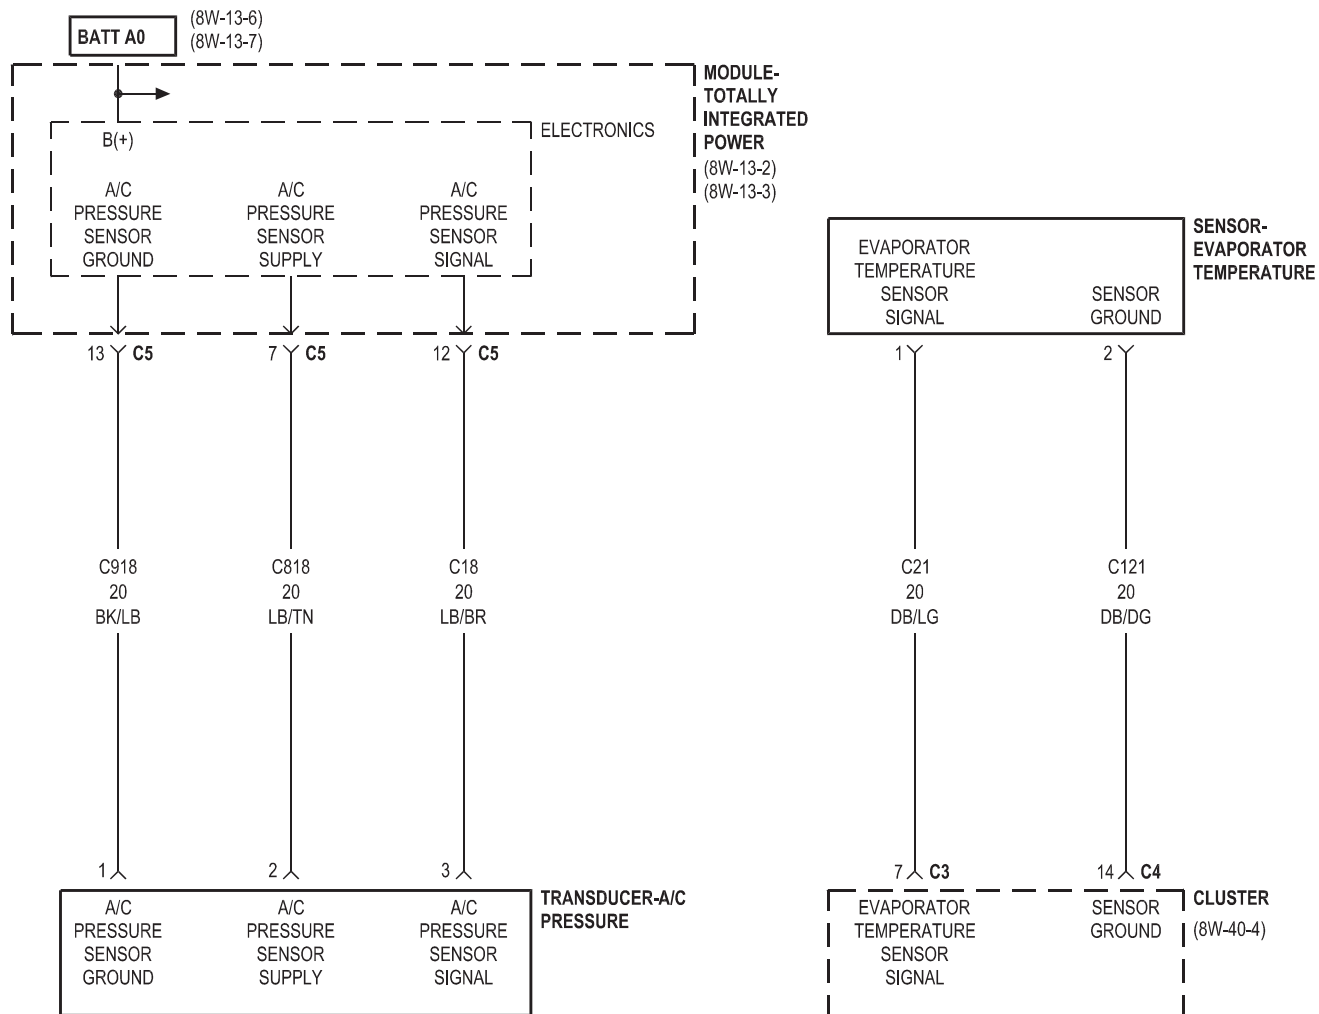 BATT A0
(8W-13-6)
(8W-13-7)
MODULE-
TOTALLY
INTEGRATED
POWER
(8W-13-2)
(8W-13-3)
ELECTRONICS
B(+)
A/C
PRESSURE
SENSOR
GROUND
A/C
PRESSURE
SENSOR
SUPPLY
A/C
PRESSURE
SENSOR
SIGNAL
13 C5
7 C5
12 C5
C918
20
BK/LB
C818
20
LB/TN
C18
20
LB/BR
1
2
3
A/C
PRESSURE
SENSOR
GROUND
A/C
PRESSURE
SENSOR
SUPPLY
A/C
PRESSURE
SENSOR
SIGNAL
TRANSDUCER-A/C
PRESSURE
EVAPORATOR
TEMPERATURE
SENSOR
SIGNAL
SENSOR
GROUND
SENSOR-
EVAPORATOR
TEMPERATURE
1
2
C21
20
DB/LG
C121
20
DB/DG
7 C3
14 C4
EVAPORATOR
TEMPERATURE
SENSOR
SIGNAL
SENSOR
GROUND
CLUSTER
(8W-40-4)